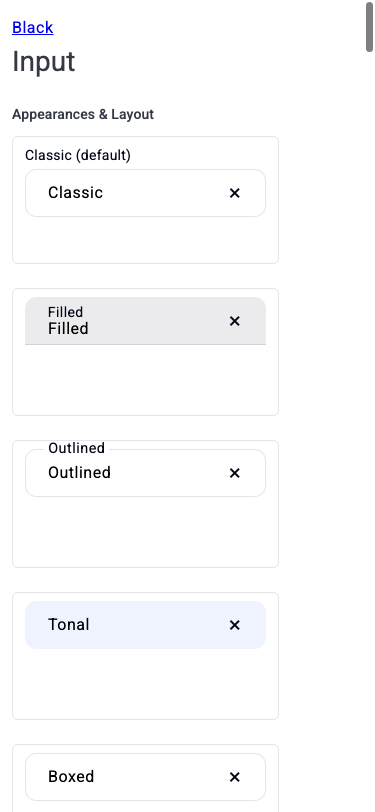 Black
Input
Appearances & Layout
Classic (default)
Classic
Filled
Filled
Outlined
Outlined
Tonal
Boxed